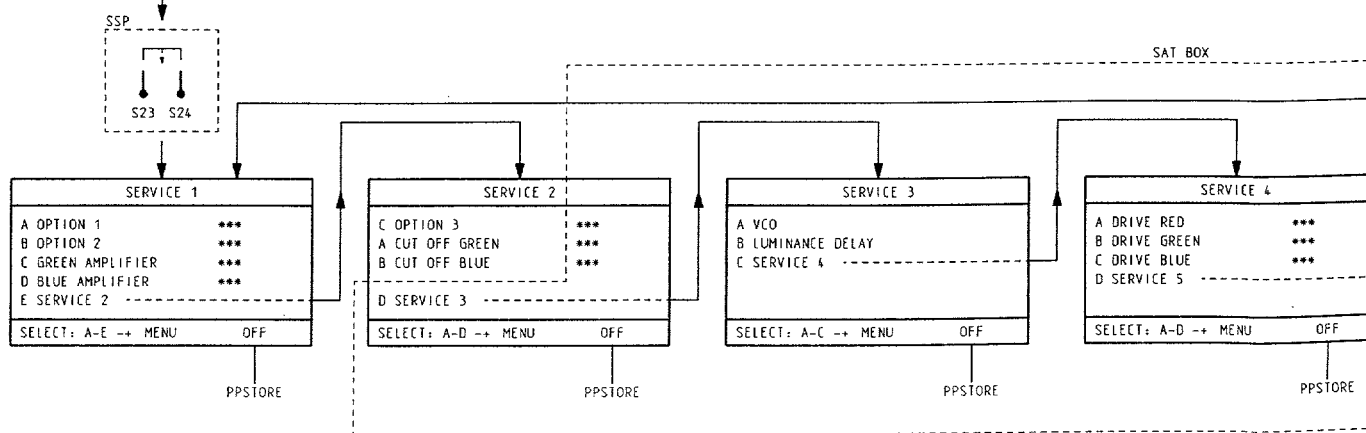 SSP
SAT BOX
S23 S24
SERVICE 1
A OPTION 1 ***
B OPTION 2 ***
C GREEN AMPLIFIER ***
D BLUE AMPLIFIER ***
E SERVICE 2
SELECT: A-E -+ MENU OFF
PPSTORE
SERVICE 2
C OPTION 3 ***
A CUT OFF GREEN ***
B CUT OFF BLUE ***
D SERVICE 3
SELECT: A-D -+ MENU OFF
PPSTORE
SERVICE 3
A VCO
B LUMINANCE DELAY
C SERVICE 4
SELECT: A-C -+ MENU OFF
PPSTORE
SERVICE 4
A DRIVE RED ***
B DRIVE GREEN ***
C DRIVE BLUE ***
D SERVICE 5
SELECT: A-D -+ MENU OFF
PPSTORE